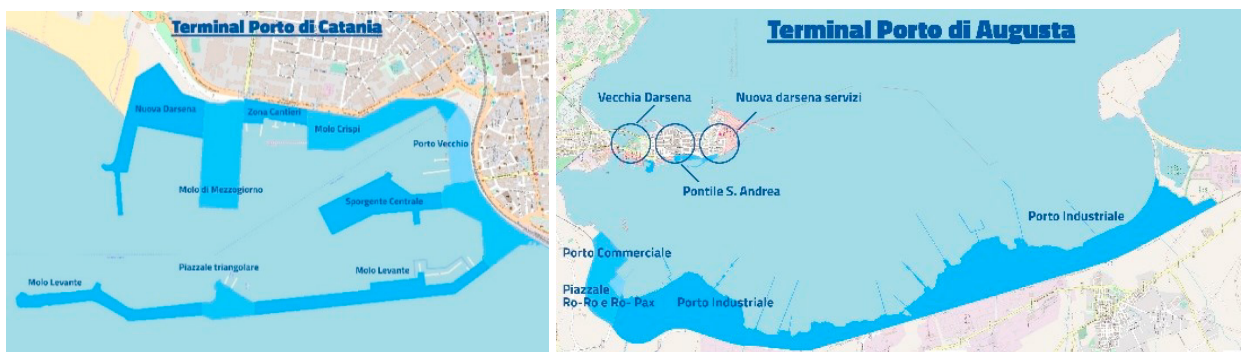 Terminal Porto di Catania
Nuova Darsena
Zona Cantieri
Molo Crispi
Porto Vecchio
Molo di Mezzogiorno
Sporgente Centrale
Piazzale triangolare
Molo Levante
Molo Levante
Terminal Porto di Augusta
Vecchia Darsena
Nuova darsena servizi
Pontile S. Andrea
Porto Industriale
Porto Commerciale
Piazzale
Ro-Ro e Ro- Pax
Porto Industriale